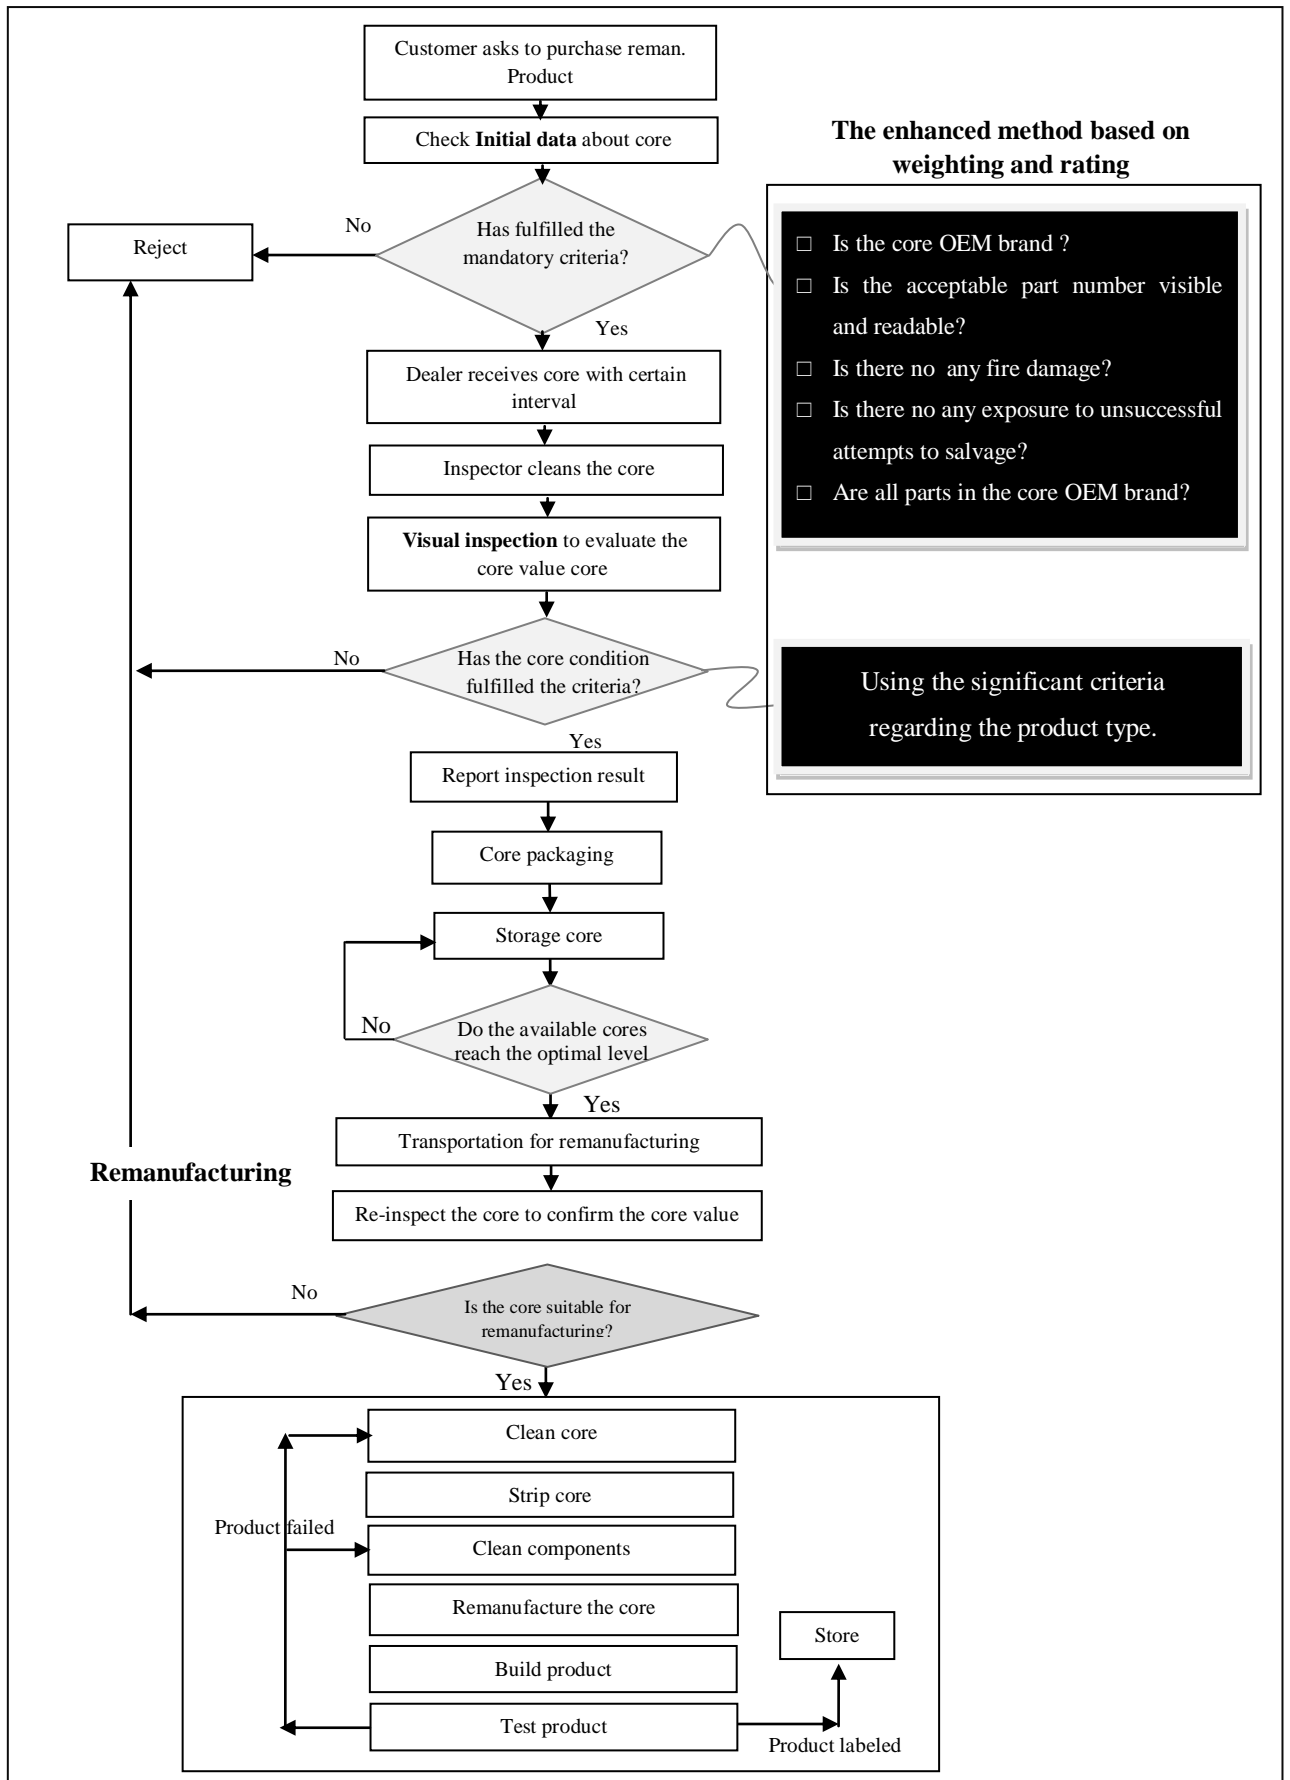 Customer asks to purchase reman.
Product
Check Initial data about core
The enhanced method based on
weighting and rating
No
Has fulfilled the
mandatory criteria?
Reject
Yes
□ Is the core OEM brand ?
□ Is the acceptable part number visible
and readable?
□ Is there no any fire damage?
□ Is there no any exposure to unsuccessful
attempts to salvage?
□ Are all parts in the core OEM brand?
Dealer receives core with certain
interval
Inspector cleans the core
Visual inspection to evaluate the
core value core
No
Has the core condition
fulfilled the criteria?
Using the significant criteria
regarding the product type.
Yes
Report inspection result
Core packaging
Storage core
No
Do the available cores
reach the optimal level
Yes
Transportation for remanufacturing
Remanufacturing
Re-inspect the core to confirm the core value
No
Is the core suitable for
remanufacturing?
Yes
Clean core
Strip core
Product failed
Clean components
Remanufacture the core
Store
Build product
Test product
Product labeled